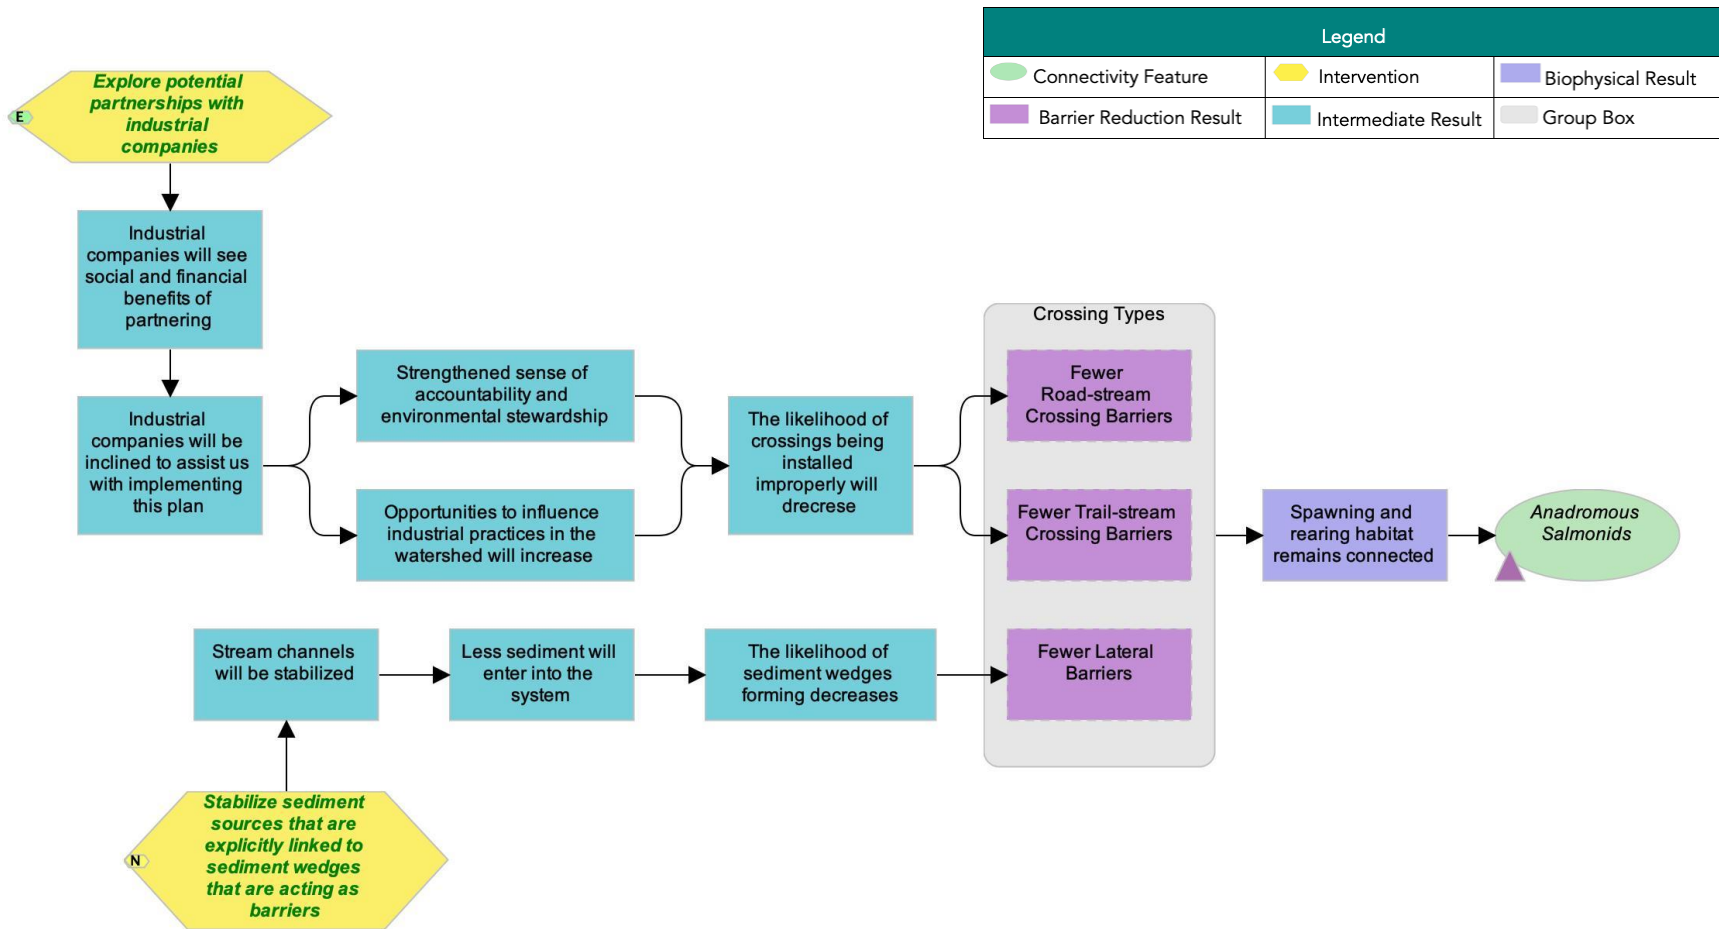 Legend
Connectivity Feature
Intervention
Biophysical Result
Barrier Reduction Result
Intermediate Result
Group Box
Explore potential
partnerships with
industrial
companies
E
Industrial
companies will see
social and financial
benefits of
partnering
Industrial
companies will be
inclined to assist us
with implementing
this plan
Strengthened sense of
accountability and
environmental stewardship
Opportunities to influence
industrial practices in the
watershed will increase
The likelihood of
crossings being
installed
improperly will
drecrese
Crossing Types
Fewer
Road-stream
Crossing Barriers
Fewer Trail-stream
Crossing Barriers
Fewer Lateral
Barriers
Spawning and
rearing habitat
remains connected
Anadromous
Salmonids
Stream channels
will be stabilized
Less sediment will
enter into the
system
The likelihood of
sediment wedges
forming decreases
Stabilize sediment
sources that are
explicitly linked to
sediment wedges
that are acting as
barriers
N